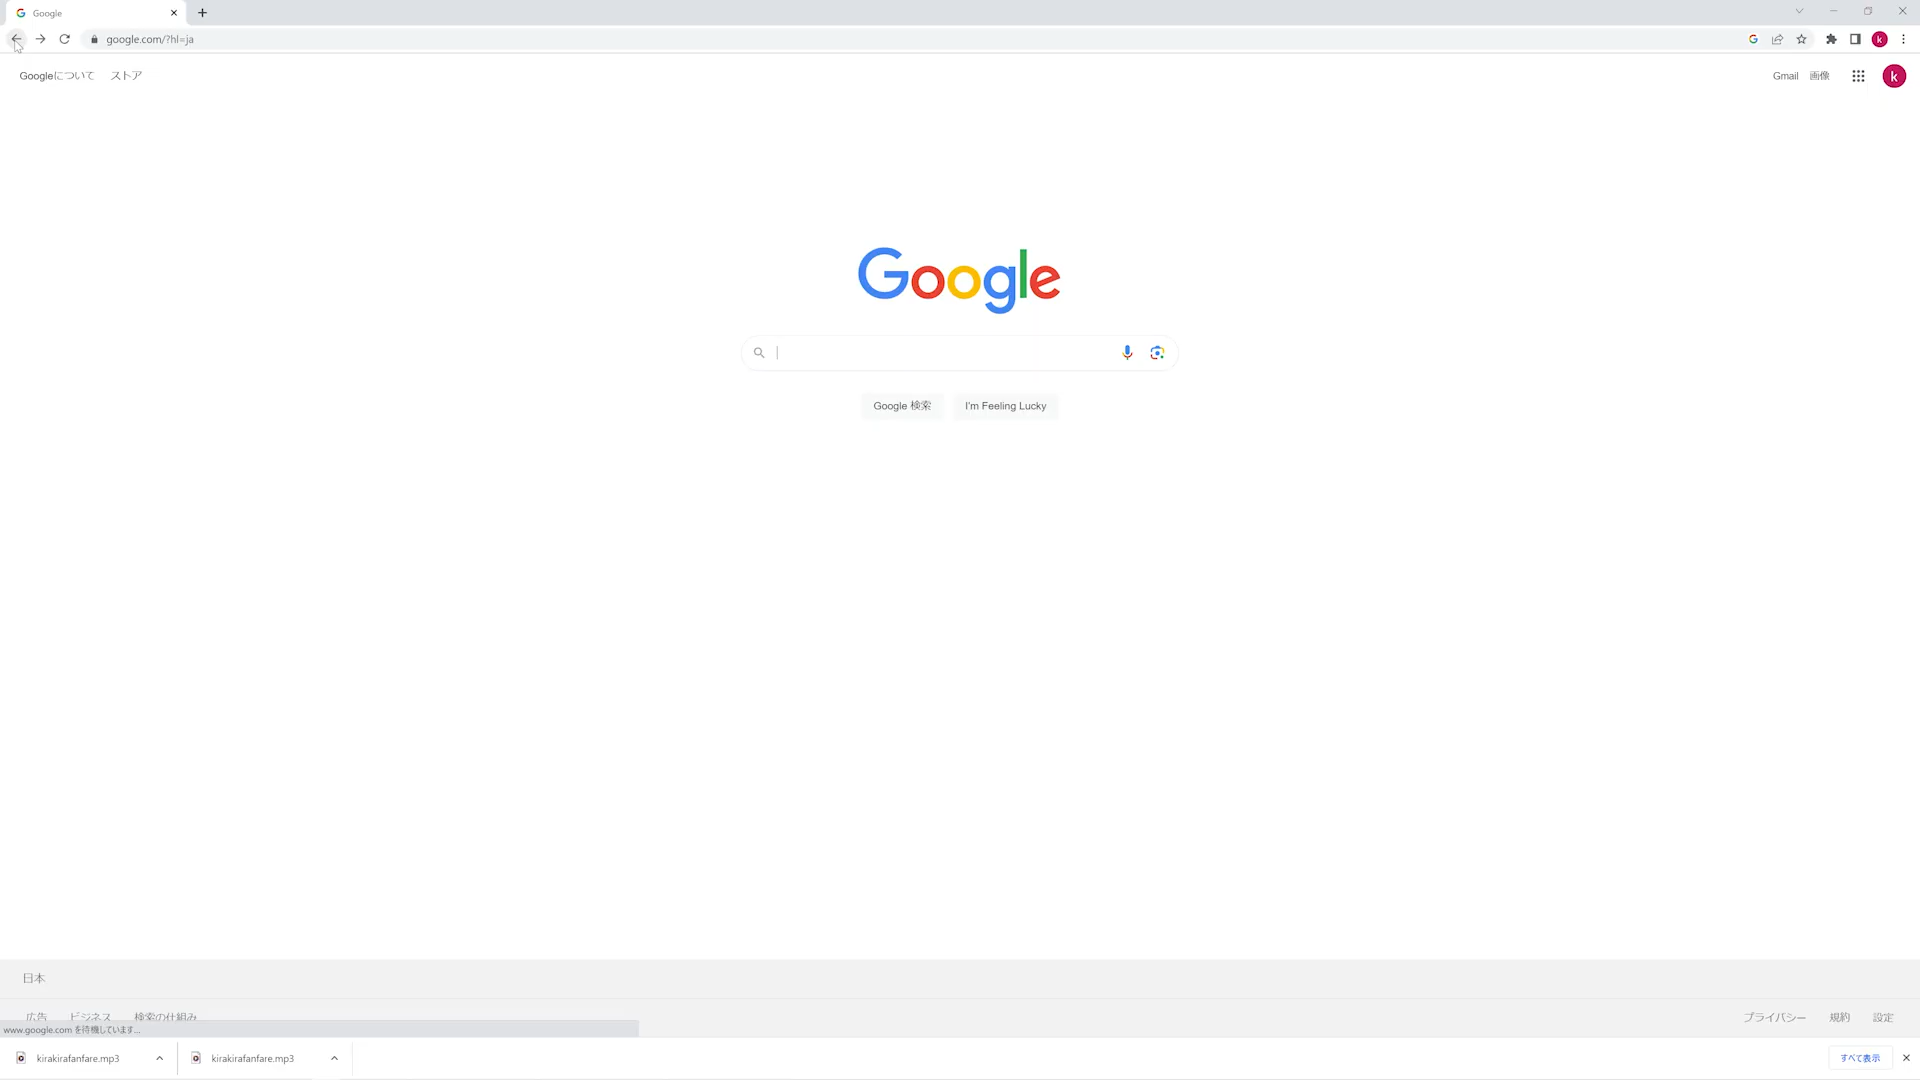 Google
google.com/?hl=ja
k
Googleについて ストア
Gmail 画像
k
Google
Google 検索 I'm Feeling Lucky
日本
広告 ビジネス 検索の仕組み
プライバシー 規約 設定
www.google.com を待機しています...
kirakirafanfare.mp3 kirakirafanfare.mp3
すべて表示